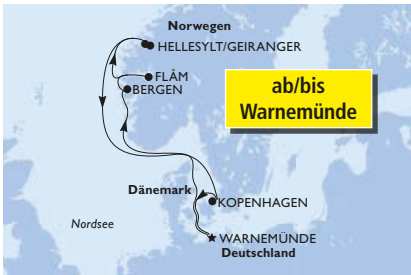 Norwegen
HELLESYLT/GEIRANGER
FLÅM
BERGEN
ab/bis
Warnemünde
Dänemark
KOPENHAGEN
Nordsee
WARNEMÜNDE
Deutschland